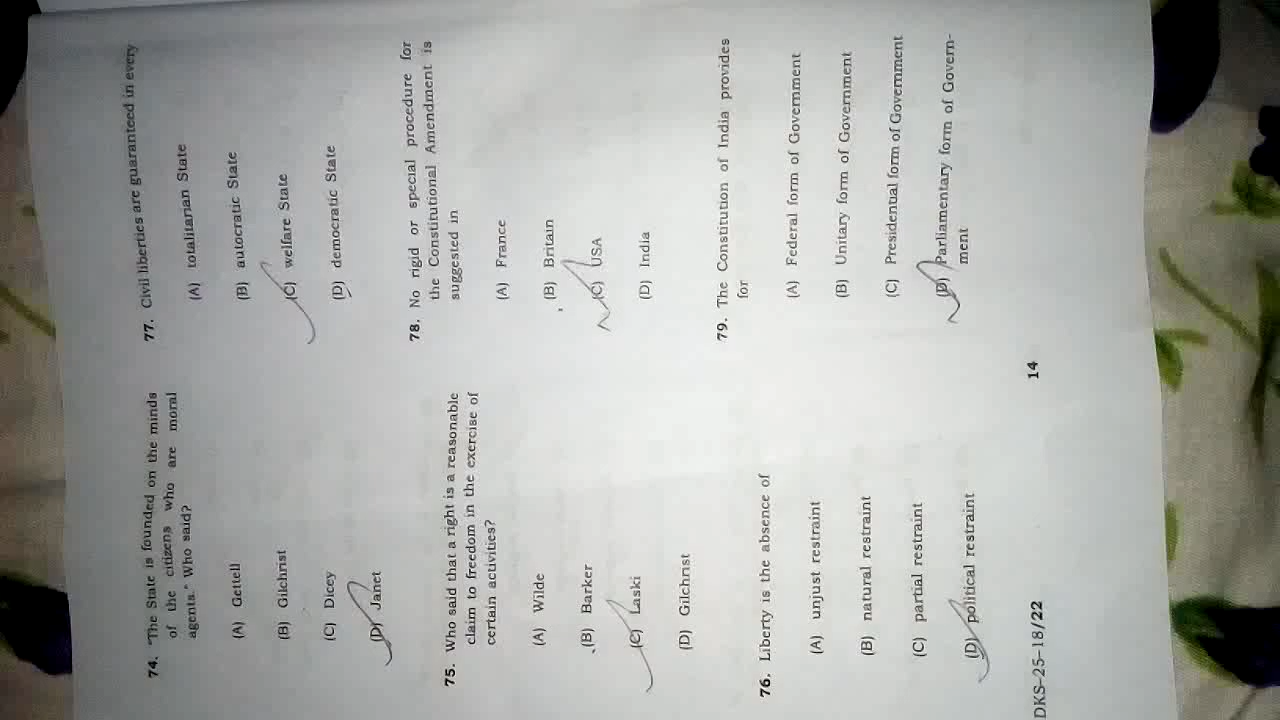 74. "The State is founded on the minds
of the citizens who are moral
agents." Who said?
(A) Gettell
(B) Gilchrist
(C) Dicey
(D) Janet
75. Who said that a right is a reasonable
claim to freedom in the exercise of
certain activities?
(A) Wilde
(B) Barker
(C) Laski
(D) Gilchrist
76. Liberty is the absence of
(A) unjust restraint
(B) natural restraint
(C) partial restraint
(D) political restraint
77. Civil liberties are guaranteed in every
(A) totalitarian State
(B) autocratic State
(C) welfare State
(D) democratic State
78. No rigid or special procedure for
the Constitutional Amendment is
suggested in
(A) France
(B) Britain
(C) USA
(D) India
79. The Constitution of India provides
for
(A) Federal form of Government
(B) Unitary form of Government
(C) Presidential form of Government
(D) Parliamentary form of Govern-
ment
DKS-25-18/22
14